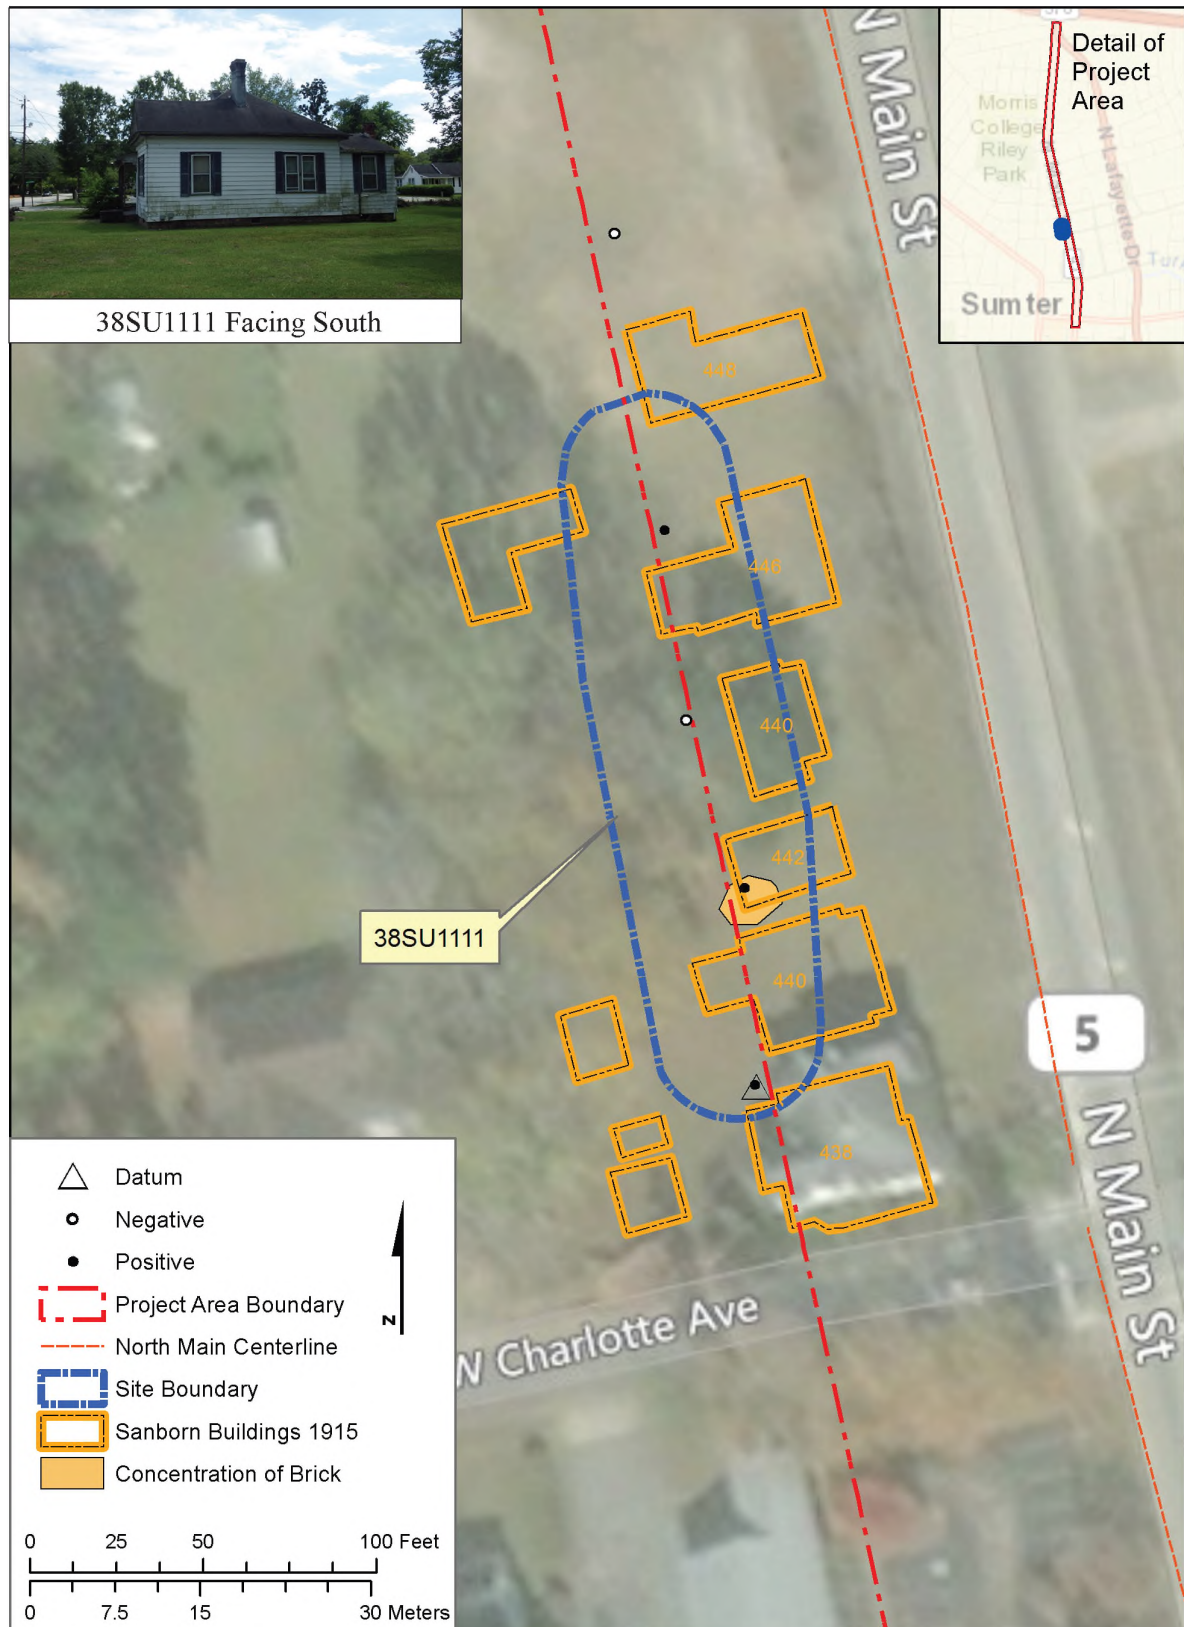 38SU1111 Facing South
Detail of
Project
Area
Morris
College
Riley
Park
N Lafayette Dr
Sumter
N Main St
448
446
440
442
440
438
38SU1111
5
N Main St
W Charlotte Ave
Datum
Negative
Positive
Project Area Boundary
North Main Centerline
Site Boundary
Sanborn Buildings 1915
Concentration of Brick
N
0 25 50 100 Feet
0 7.5 15 30 Meters